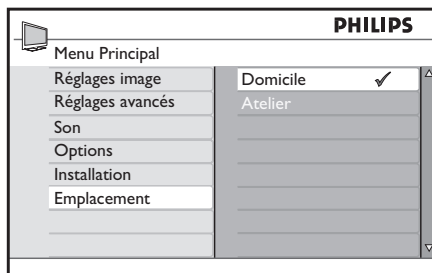 PHILIPS
Menu Principal
Réglages image
Réglages avancés
Son
Options
Installation
Emplacement
Domicile ✓
Atelier